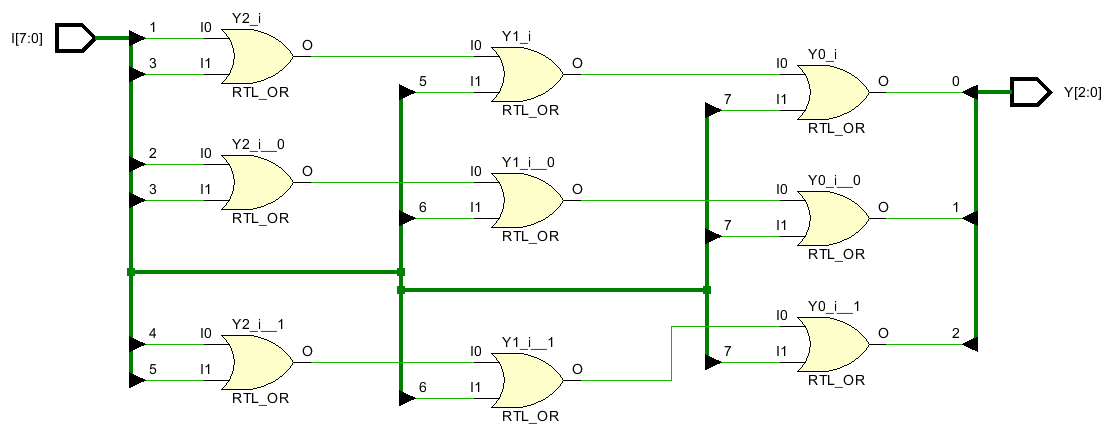 I[7:0]
1 I0 Y2_i O
3 I1
RTL_OR
I0 Y1_i O
5 I1
RTL_OR
I0 Y0_i O 0
7 I1
RTL_OR
Y[2:0]
2 I0 Y2_i__0 O
3 I1
RTL_OR
I0 Y1_i__0 O
6 I1
RTL_OR
I0 Y0_i__0 O 1
7 I1
RTL_OR
4 I0 Y2_i__1 O
5 I1
RTL_OR
I0 Y1_i__1 O
6 I1
RTL_OR
I0 Y0_i__1 O 2
7 I1
RTL_OR